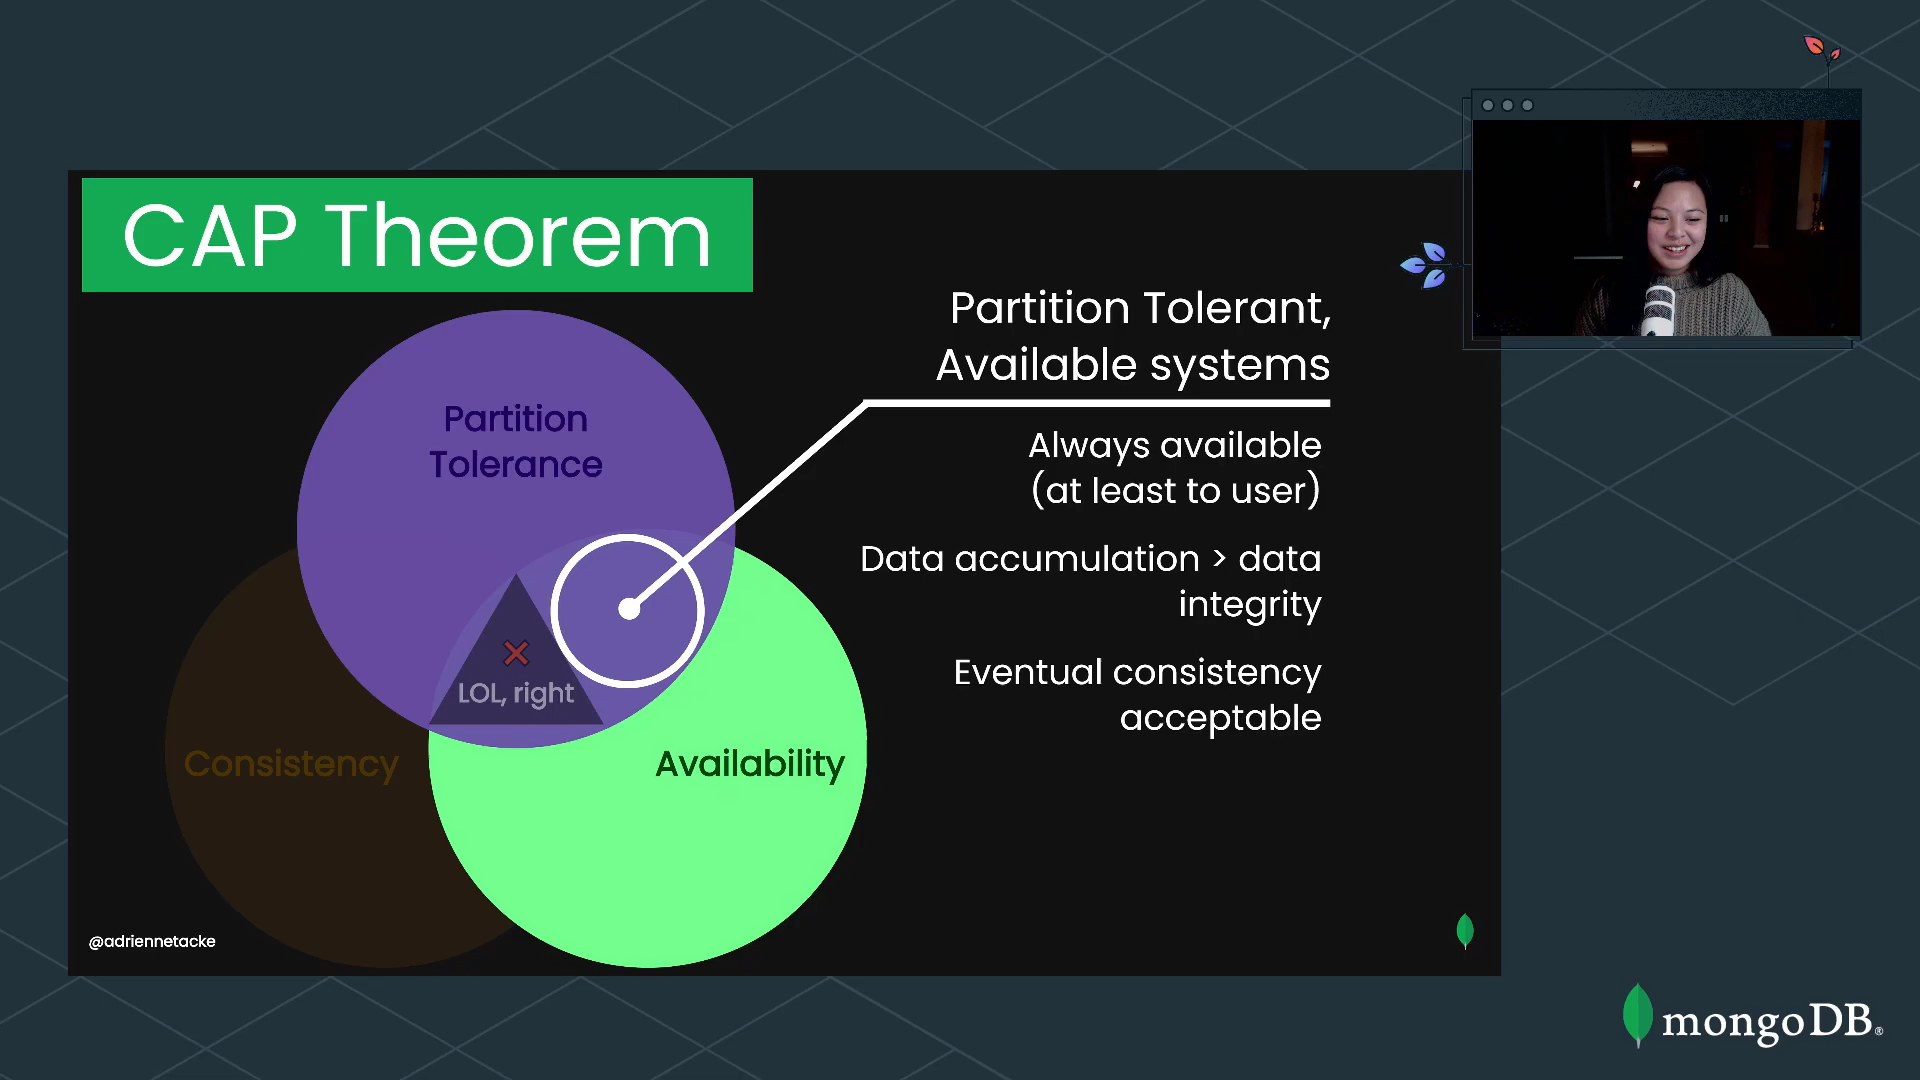 CAP Theorem
Partition Tolerant,
Available systems
Partition
Tolerance
Always available
(at least to user)
Data accumulation > data
integrity
LOL, right
Eventual consistency
acceptable
Consistency
Availability
@adriennetacke
mongoDB®